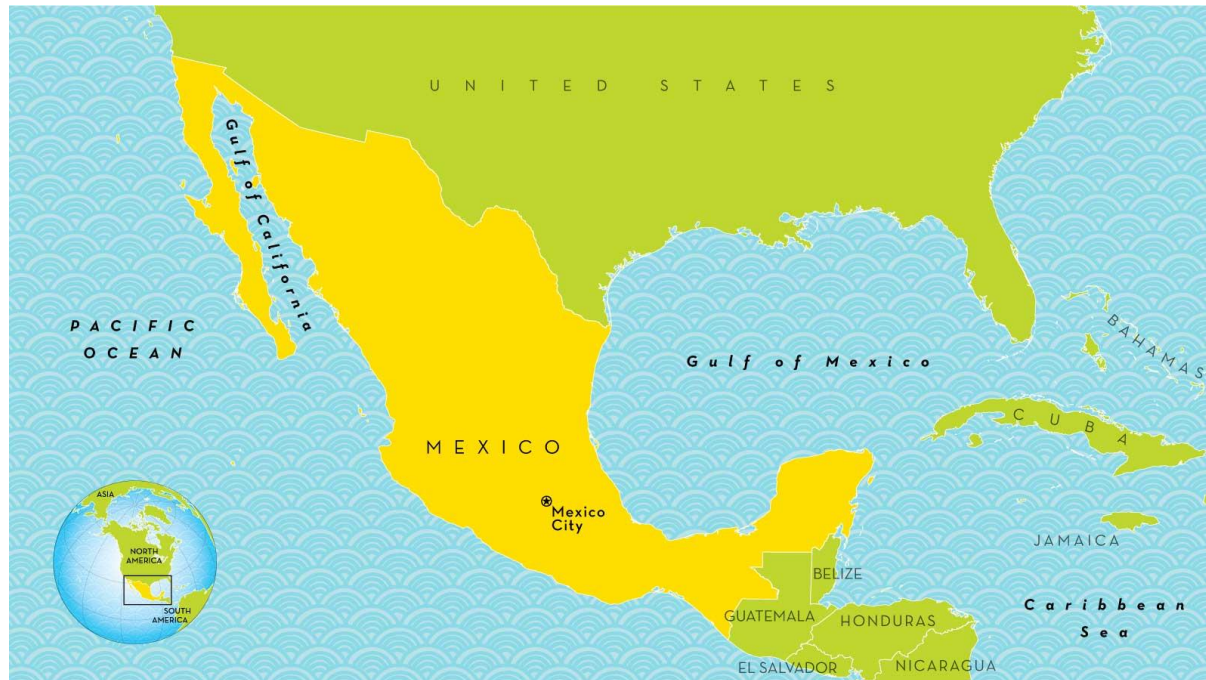 UNITED STATES
Gulf of California
PACIFIC
OCEAN
Gulf of Mexico
BAHAMAS
CUBA
MEXICO
Mexico
City
JAMAICA
BELIZE
Caribbean
Sea
GUATEMALA
HONDURAS
EL SALVADOR
NICARAGUA
ASIA
NORTH
AMERICA
SOUTH
AMERICA